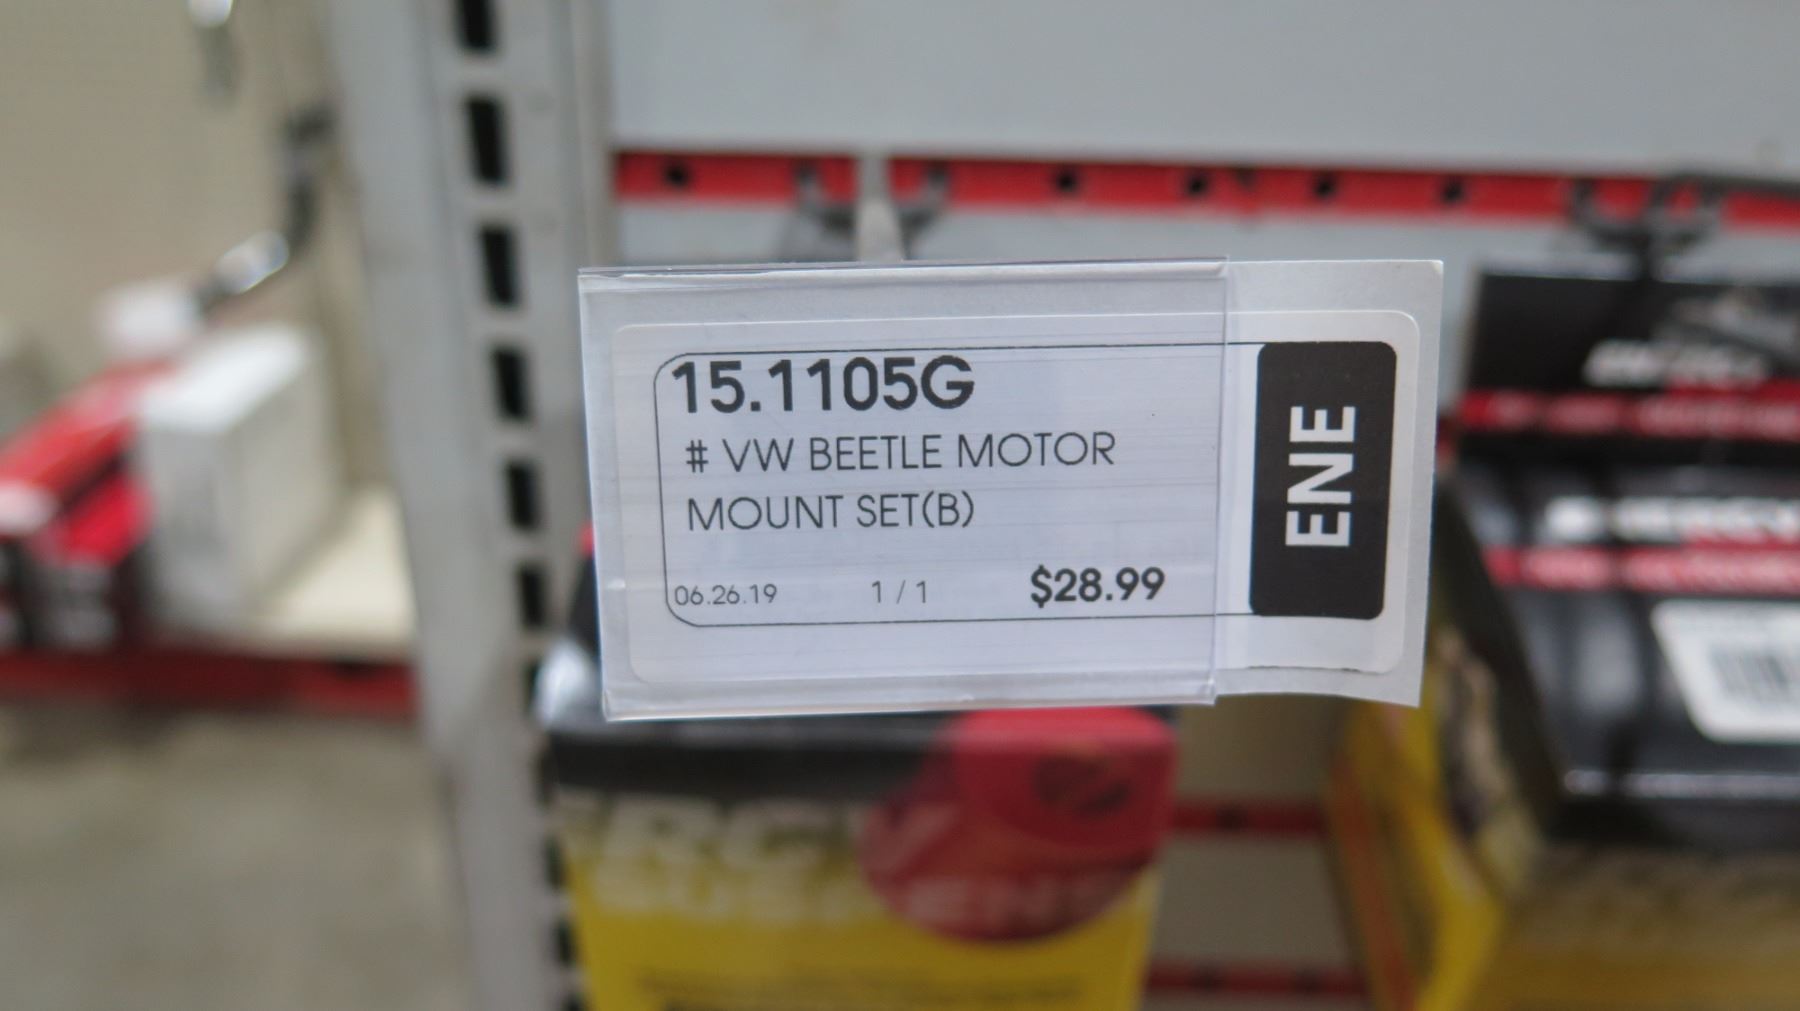 15.1105G
# VW BEETLE MOTOR
MOUNT SET(B)
06.26.19 1 / 1 $28.99
ENE